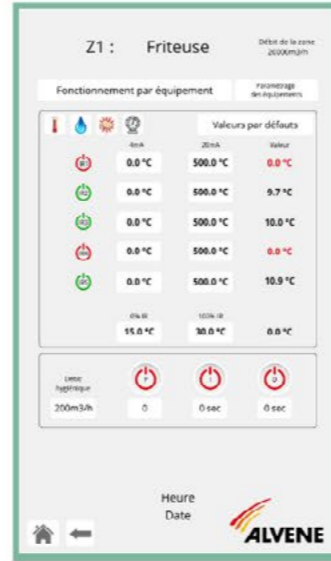 Z1 : Friteuse
Débit de la zone
20000m3/h
Fonctionnement par équipement
Paramétrage
des équipements
Valeurs par défauts
4mA 20mA Valeur
0.0 °C 500.0 °C 0.0 °C
0.0 °C 500.0 °C 9.7 °C
0.0 °C 500.0 °C 10.0 °C
0.0 °C 500.0 °C 0.0 °C
0.0 °C 500.0 °C 10.9 °C
0% IR 100% IR
15.0 °C 30.0 °C 0.0 °C
hygiénique
200m3/h 0 0 sec 0 sec
Heure
Date
ALVENE